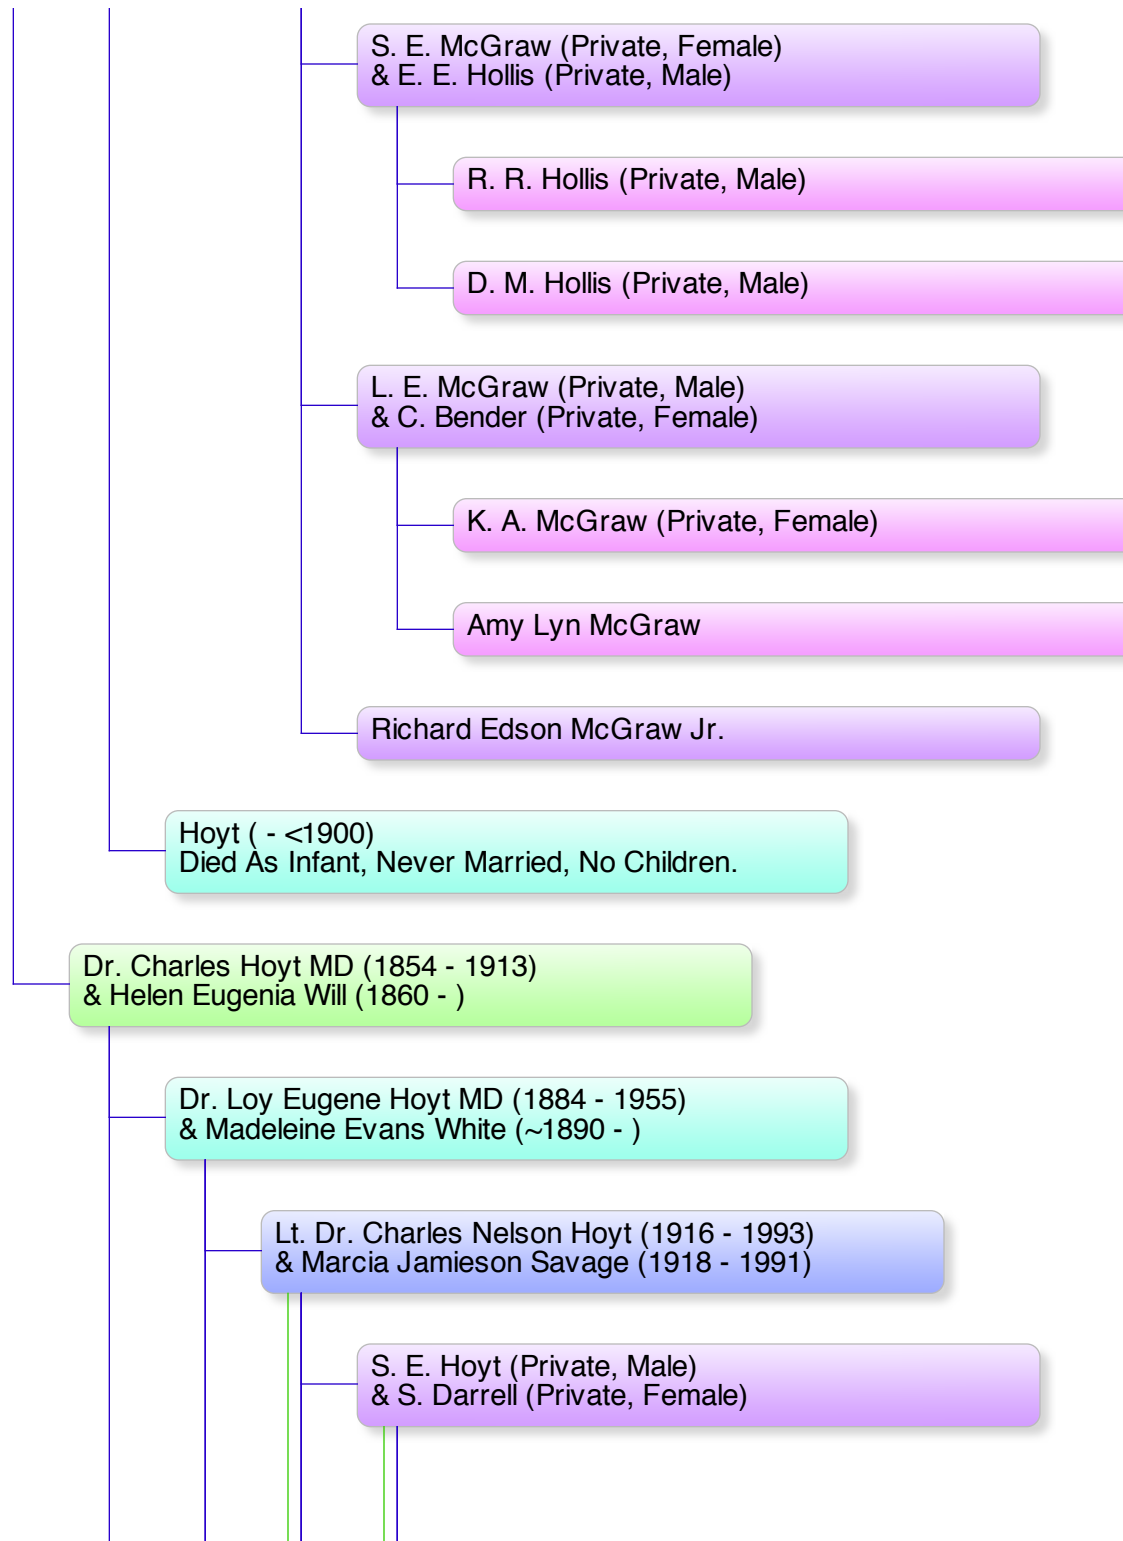 S. E. McGraw (Private, Female)
& E. E. Hollis (Private, Male)
R. R. Hollis (Private, Male)
D. M. Hollis (Private, Male)
L. E. McGraw (Private, Male)
& C. Bender (Private, Female)
K. A. McGraw (Private, Female)
Amy Lyn McGraw
Richard Edson McGraw Jr.
Hoyt ( - <1900)
Died As Infant, Never Married, No Children.
Dr. Charles Hoyt MD (1854 - 1913)
& Helen Eugenia Will (1860 - )
Dr. Loy Eugene Hoyt MD (1884 - 1955)
& Madeleine Evans White (~1890 - )
Lt. Dr. Charles Nelson Hoyt (1916 - 1993)
& Marcia Jamieson Savage (1918 - 1991)
S. E. Hoyt (Private, Male)
& S. Darrell (Private, Female)